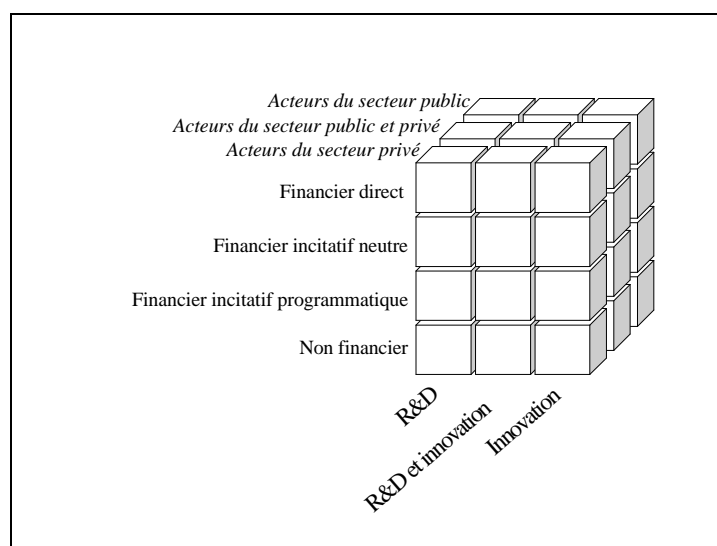 Acteurs du secteur public
Acteurs du secteur public et privé
Acteurs du secteur privé
Financier direct
Financier incitatif neutre
Financier incitatif programmatique
Non financier
R&D
R&D et innovation
Innovation